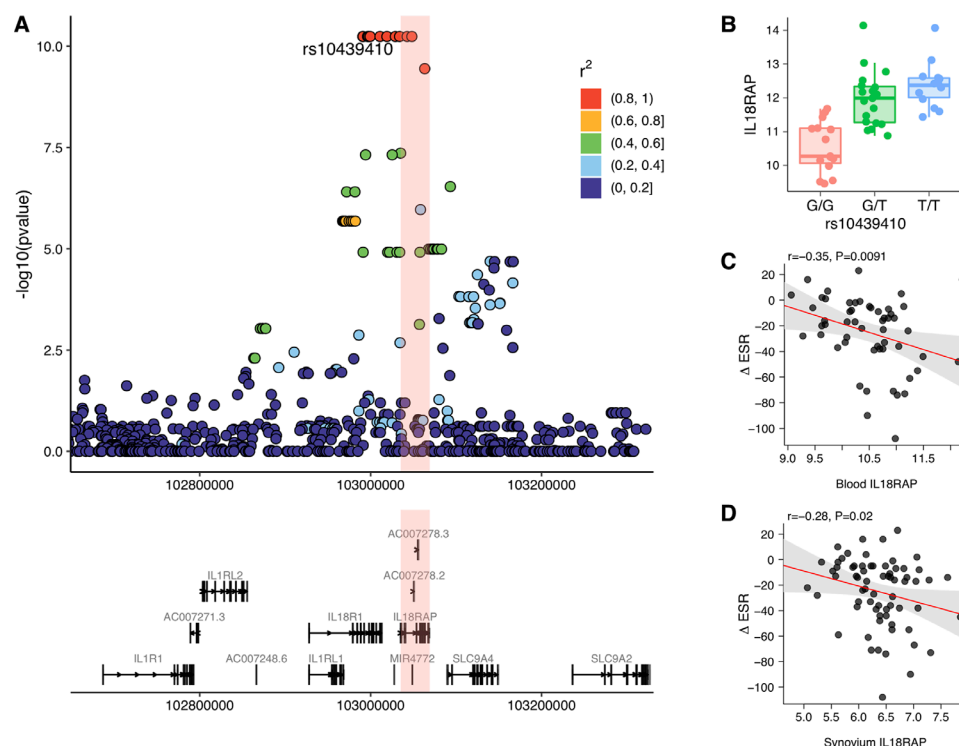 A
rs10439410
-log10(pvalue)
10.0
7.5
5.0
2.5
0.0
r2
(0.8, 1)
(0.6, 0.8]
(0.4, 0.6]
(0.2, 0.4]
(0, 0.2]
102800000 103000000 103200000
AC007278.3
IL1RL2 AC007278.2
AC007271.3 IL18R1 IL18RAP
IL1R1 AC007248.6 IL1RL1 MIR4772 SLC9A4 SLC9A2
102800000 103000000 103200000
B
IL18RAP
14
13
12
11
10
G/G G/T T/T
rs10439410
C
r=−0.35, P=0.0091
Δ ESR
20
0
−20
−40
−60
−80
−100
9.0 9.5 10.5 11.5
Blood IL18RAP
D
r=−0.28, P=0.02
Δ ESR
20
0
−20
−40
−60
−80
−100
5.0 5.5 6.0 6.5 7.0 7.5
Synovium IL18RAP